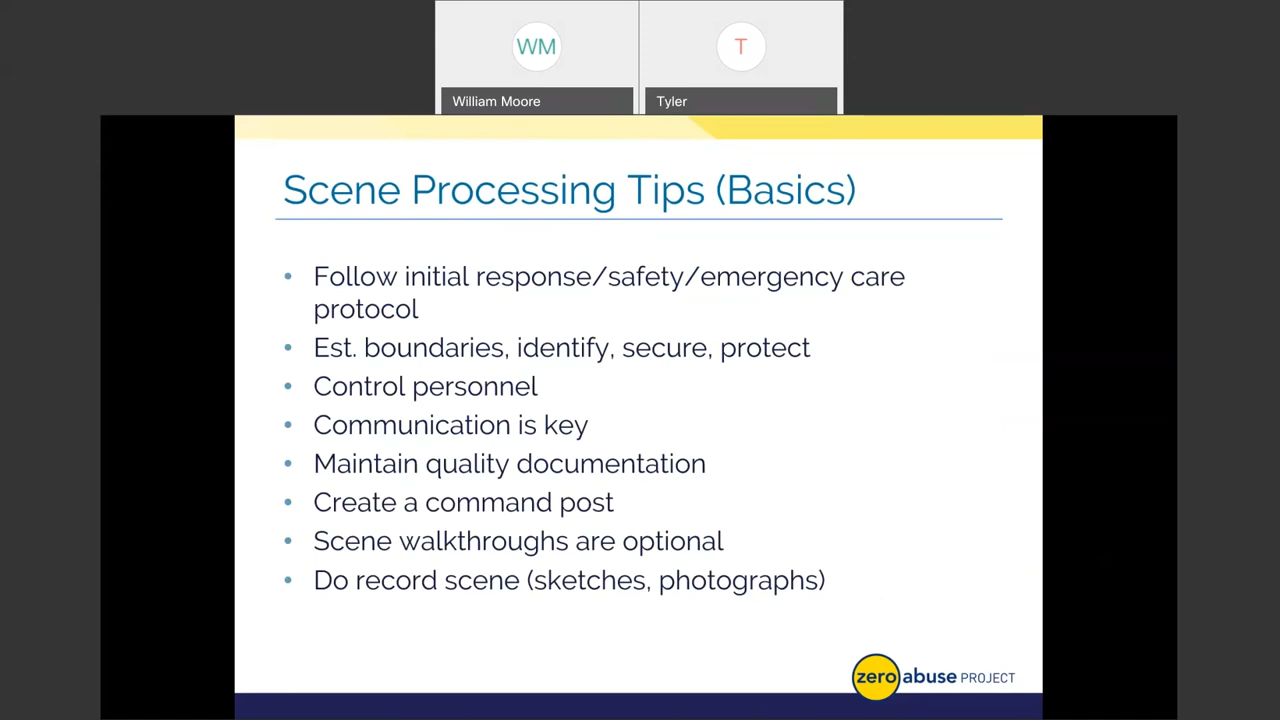 WM
T
William Moore
Tyler
Scene Processing Tips (Basics)
• Follow initial response/safety/emergency care
protocol
• Est. boundaries, identify, secure, protect
• Control personnel
• Communication is key
• Maintain quality documentation
• Create a command post
• Scene walkthroughs are optional
• Do record scene (sketches, photographs)
zero abuse PROJECT